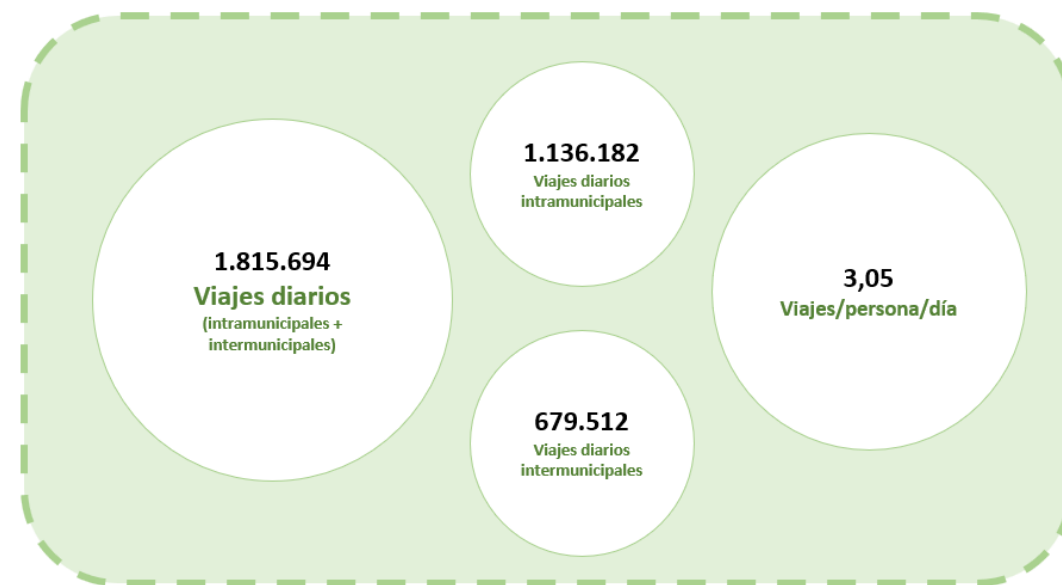 1.815.694
Viajes diarios
(intramunicipales +
intermunicipales)
1.136.182
Viajes diarios
intramunicipales
679.512
Viajes diarios
intermunicipales
3,05
Viajes/persona/día